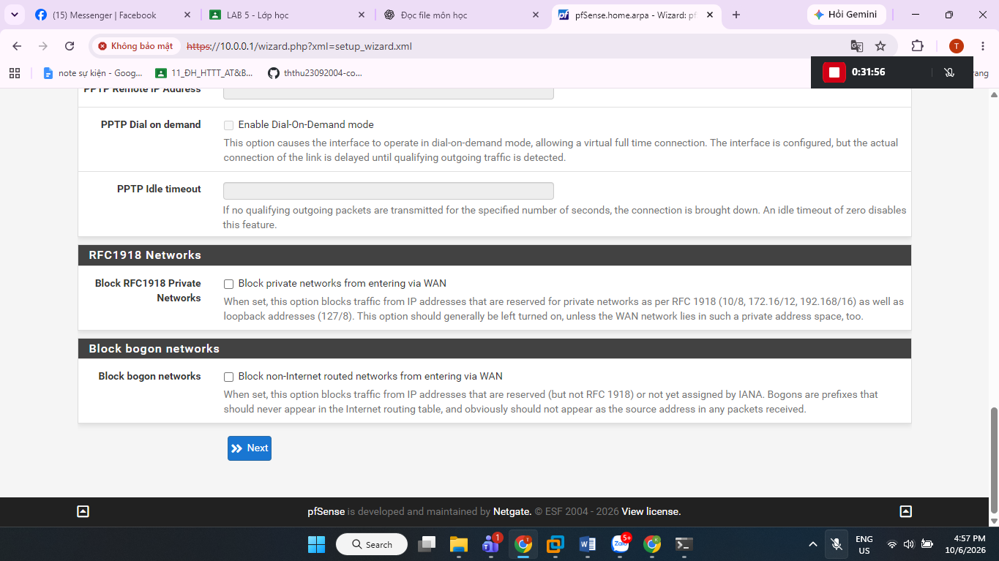 (15) Messenger | Facebook
LAB 5 - Lớp học
Đọc file môn học
pfSense.home.arpa - Wizard: pf
Hỏi Gemini
Không bảo mật
https://10.0.0.1/wizard.php?xml=setup_wizard.xml
T
note sự kiện - Goog...
11_ĐH_HTTT_AT&B...
ththu23092004-co...
0:31:56
rang
PPTP Remote IP Address
PPTP Dial on demand
Enable Dial-On-Demand mode
This option causes the interface to operate in dial-on-demand mode, allowing a virtual full time connection. The interface is configured, but the actual
connection of the link is delayed until qualifying outgoing traffic is detected.
PPTP Idle timeout
If no qualifying outgoing packets are transmitted for the specified number of seconds, the connection is brought down. An idle timeout of zero disables
this feature.
RFC1918 Networks
Block RFC1918 Private
Networks
Block private networks from entering via WAN
When set, this option blocks traffic from IP addresses that are reserved for private networks as per RFC 1918 (10/8, 172.16/12, 192.168/16) as well as
loopback addresses (127/8). This option should generally be left turned on, unless the WAN network lies in such a private address space, too.
Block bogon networks
Block bogon networks
Block non-Internet routed networks from entering via WAN
When set, this option blocks traffic from IP addresses that are reserved (but not RFC 1918) or not yet assigned by IANA. Bogons are prefixes that
should never appear in the Internet routing table, and obviously should not appear as the source address in any packets received.
Next
pfSense is developed and maintained by Netgate. © ESF 2004 - 2026 View license.
Search
1
1
5+
Zalo
K
ENG
US
4:57 PM
10/6/2026